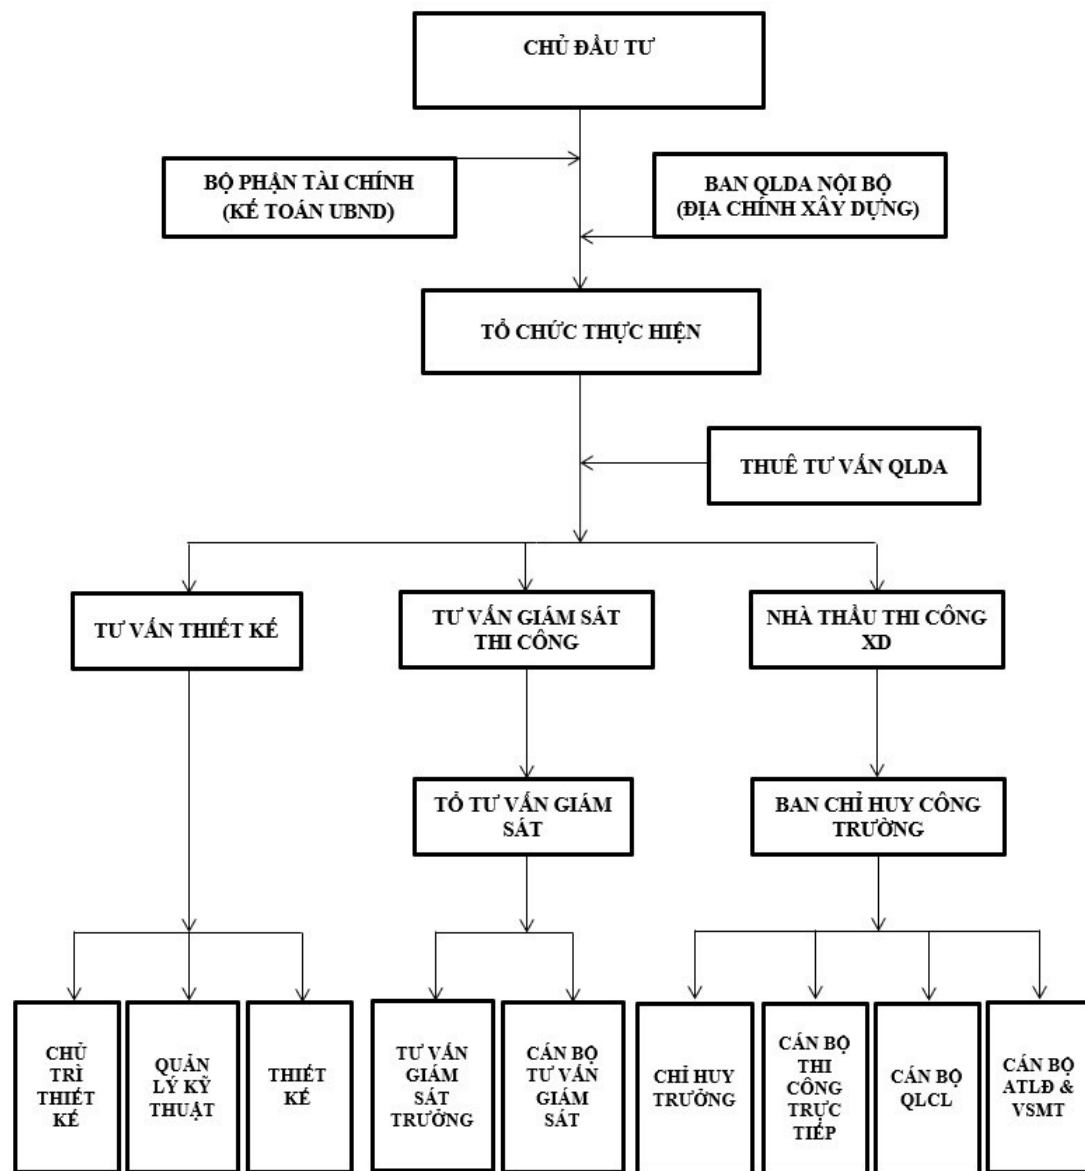 CHỦ ĐẦU TƯ
BỘ PHẬN TÀI CHÍNH
(KẾ TOÁN UBND)
BAN QLDA NỘI BỘ
(ĐỊA CHÍNH XÂY DỰNG)
TỔ CHỨC THỰC HIỆN
THUÊ TƯ VẤN QLDA
TƯ VẤN THIẾT KẾ
TƯ VẤN GIÁM SÁT
THI CÔNG
NHÀ THẦU THI CÔNG
XD
TỔ TƯ VẤN GIÁM
SÁT
BAN CHỈ HUY CÔNG
TRƯỜNG
CHỦ
TRÌ
THIẾT
KẾ
QUẢN
LÝ KỸ
THUẬT
THIẾT
KẾ
TƯ VẤN
GIÁM
SÁT
TRƯỞNG
CÁN BỘ
TƯ VẤN
GIÁM
SÁT
CHỈ HUY
TRƯỞNG
CÁN BỘ
THI
CÔNG
TRỰC
TIẾP
CÁN BỘ
QLCL
CÁN BỘ
ATLĐ &
VSMT